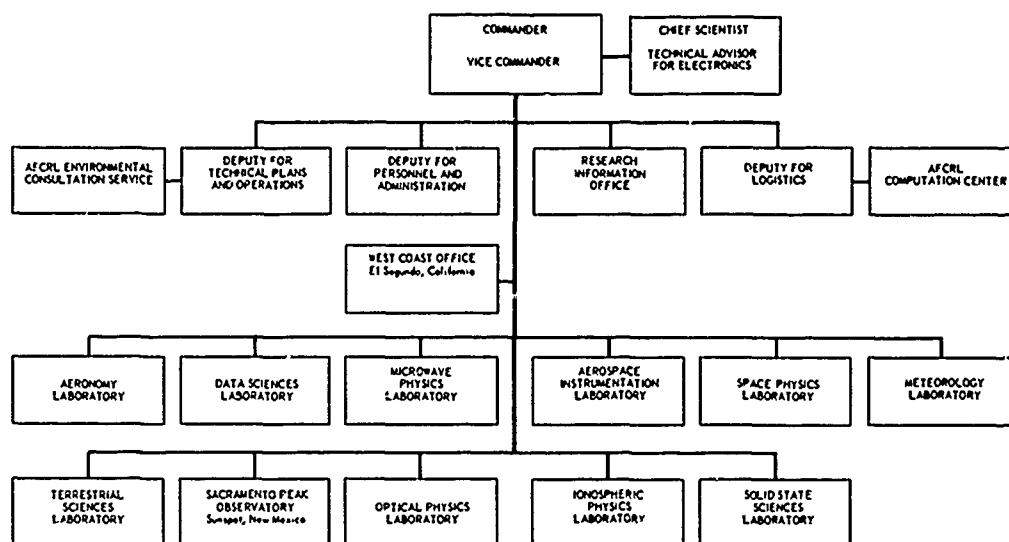 COMMANDER
VICE COMMANDER
CHIEF SCIENTIST
TECHNICAL ADVISOR
FOR ELECTRONICS
AFCRL ENVIRONMENTAL
CONSULTATION SERVICE
DEPUTY FOR
TECHNICAL PLANS
AND OPERATIONS
DEPUTY FOR
PERSONNEL AND
ADMINISTRATION
RESEARCH
INFORMATION
OFFICE
DEPUTY FOR
LOGISTICS
AFCRL
COMPUTATION CENTER
WEST COAST OFFICE
El Segundo, California
AERONOMY
LABORATORY
DATA SCIENCES
LABORATORY
MICROWAVE
PHYSICS
LABORATORY
AEROSPACE
INSTRUMENTATION
LABORATORY
SPACE PHYSICS
LABORATORY
METEOROLOGY
LABORATORY
TERRESTRIAL
SCIENCES
LABORATORY
SACRAMENTO PEAK
OBSERVATORY
Sunspot, New Mexico
OPTICAL PHYSICS
LABORATORY
IONOSPHERIC
PHYSICS
LABORATORY
SOLID STATE
SCIENCES
LABORATORY